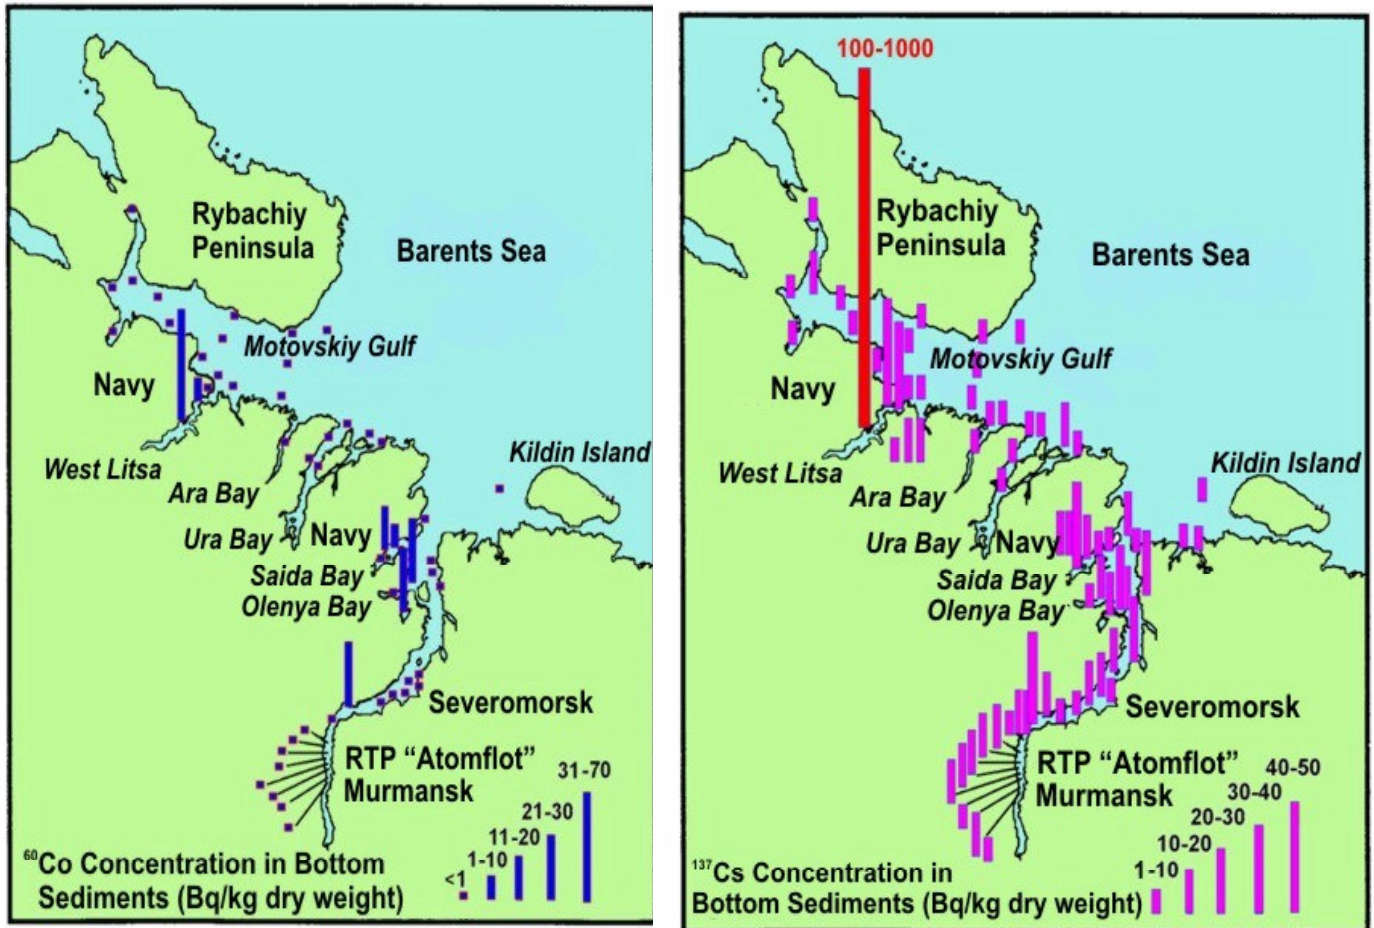 Rybachiy
Peninsula
Barents Sea
Motovskiy Gulf
Navy
West Litsa
Kildin Island
Ara Bay
Ura Bay
Navy
Saida Bay
Olenya Bay
Severomorsk
RTP “Atomflot”
Murmansk
31-70
21-30
11-20
1-10
<1
60Co Concentration in Bottom
Sediments (Bq/kg dry weight)
100-1000
Rybachiy
Peninsula
Barents Sea
Motovskiy Gulf
Navy
West Litsa
Kildin Island
Ara Bay
Ura Bay
Navy
Saida Bay
Olenya Bay
Severomorsk
RTP “Atomflot”
Murmansk
40-50
30-40
20-30
10-20
1-10
137Cs Concentration in
Bottom Sediments (Bq/kg dry weight)